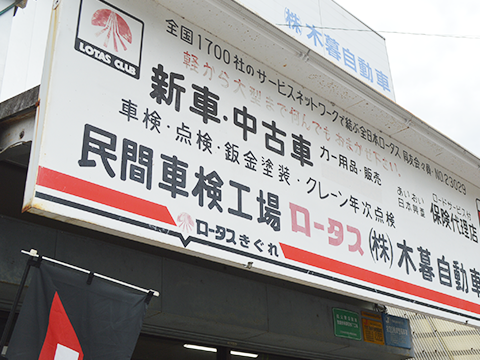 (株)木暮自動車
LOTAS CLUB
全国1700社のサービスネットワークで結ぶ全日本ロータス同友会々員・NO.23029
軽から大型まで何んでもおまかせ下さい。
新車・中古車 カー用品・販売
車検・点検・鈑金塗装・クレーン年次点検
あいおい
日本興亜
ロードサービス付
保険代理店
民間車検工場 ロータス (株)木暮自動車
ロータスきぐれ